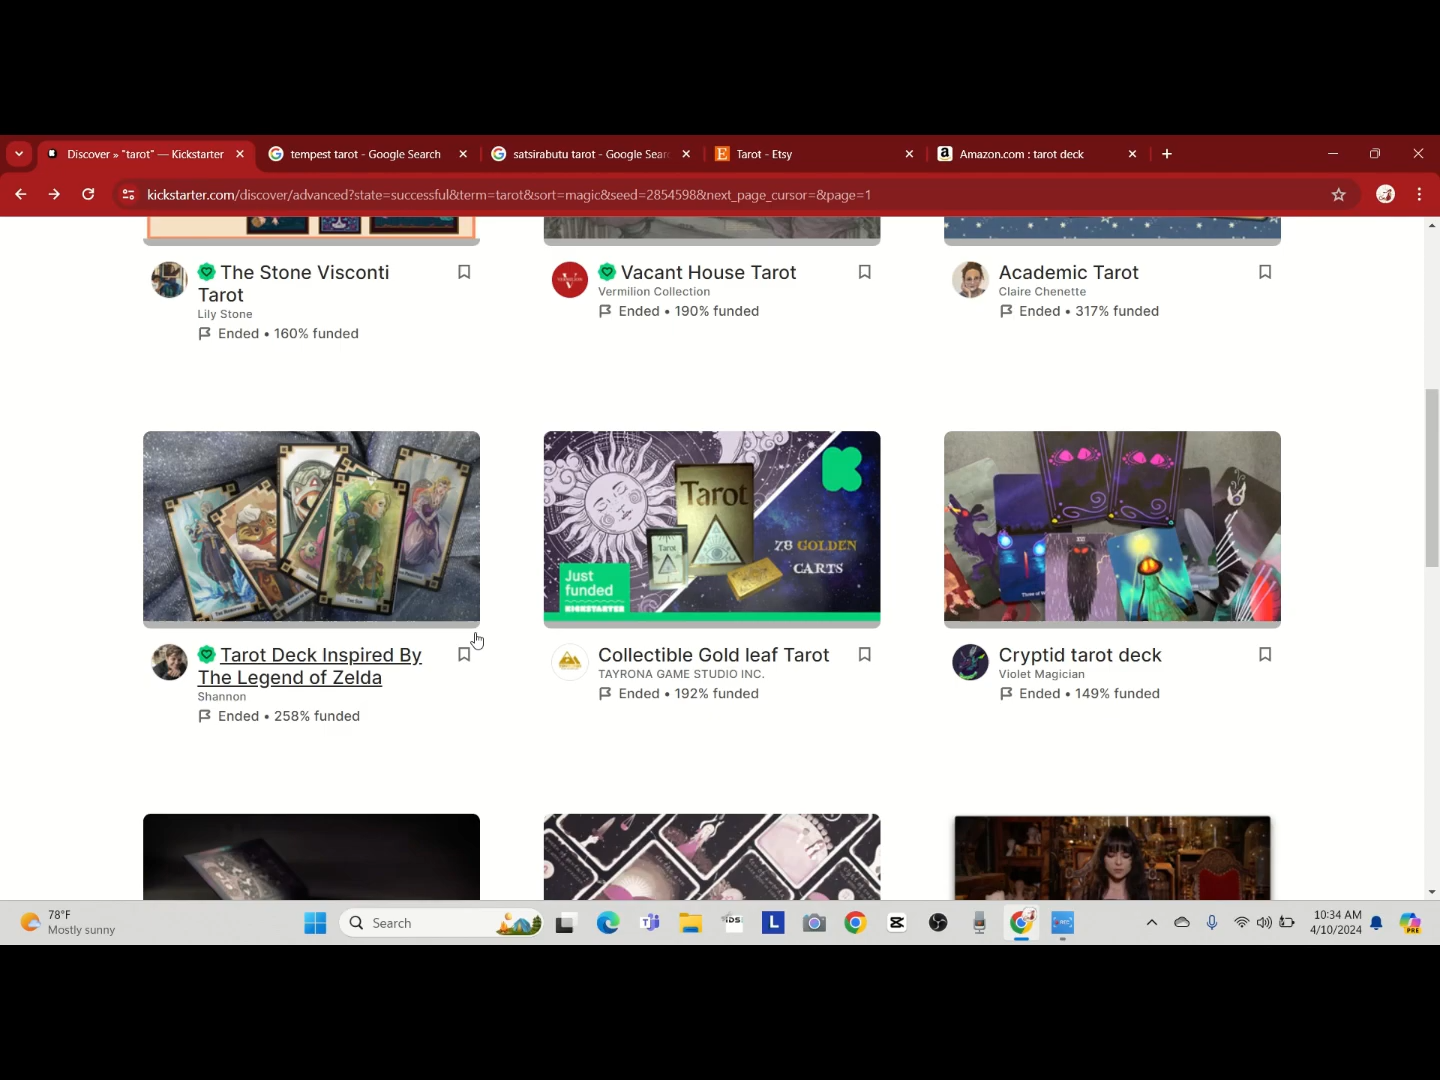 Discover » "tarot" — Kickstarter
tempest tarot - Google Search
satsirabutu tarot - Google Sear
Tarot - Etsy
Amazon.com : tarot deck
kickstarter.com/discover/advanced?state=successful&term=tarot&sort=magic&seed=2854598&next_page_cursor=&page=1
The Stone Visconti
Tarot
Lily Stone
Ended • 160% funded
Vacant House Tarot
Vermilion Collection
Ended • 190% funded
Academic Tarot
Claire Chenette
Ended • 317% funded
Tarot
Tarot
78 GOLDEN
CARTS
Just
funded
KICKSTARTER
Tarot Deck Inspired By
The Legend of Zelda
Shannon
Ended • 258% funded
Collectible Gold leaf Tarot
TAYRONA GAME STUDIO INC.
Ended • 192% funded
Cryptid tarot deck
Violet Magician
Ended • 149% funded
78°F
Mostly sunny
Search
10:34 AM
4/10/2024
PRE